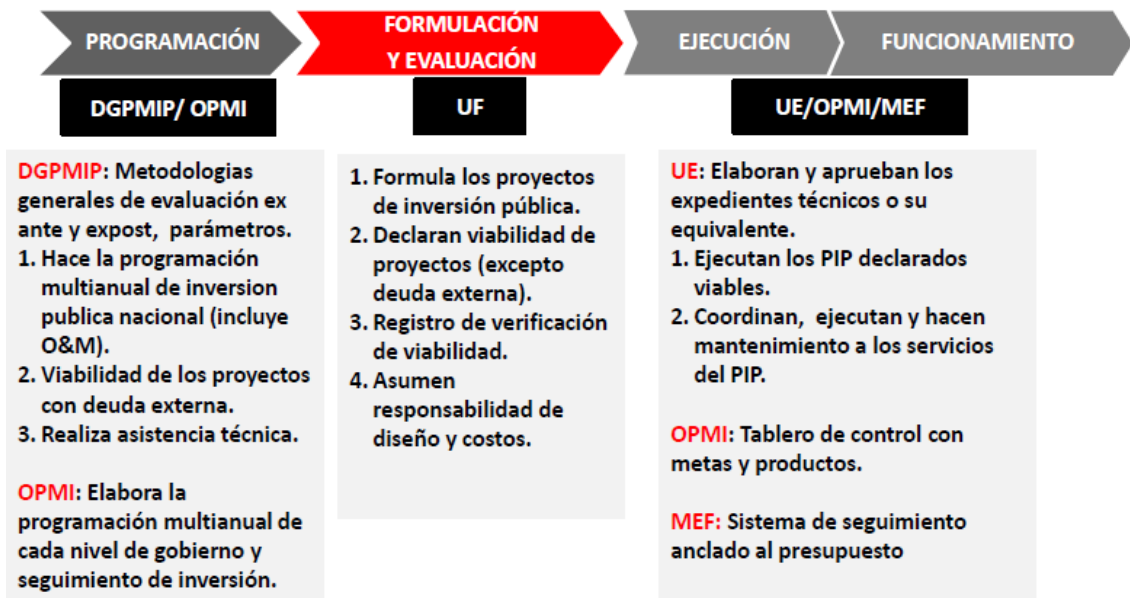 PROGRAMACIÓN
FORMULACIÓN
Y EVALUACIÓN
EJECUCIÓN
FUNCIONAMIENTO
DGPMIP/ OPMI
UF
UE/OPMI/MEF
DGPMIP: Metodologias
generales de evaluación ex
ante y expost, parámetros.
1. Hace la programación
multianual de inversion
publica nacional (incluye
O&M).
2. Viabilidad de los proyectos
con deuda externa.
3. Realiza asistencia técnica.
OPMI: Elabora la
programación multianual de
cada nivel de gobierno y
seguimiento de inversión.
1. Formula los proyectos
de inversión pública.
2. Declaran viabilidad de
proyectos (excepto
deuda externa).
3. Registro de verificación
de viabilidad.
4. Asumen
responsabilidad de
diseño y costos.
UE: Elaboran y aprueban los
expedientes técnicos o su
equivalente.
1. Ejecutan los PIP declarados
viables.
2. Coordinan, ejecutan y hacen
mantenimiento a los servicios
del PIP.
OPMI: Tablero de control con
metas y productos.
MEF: Sistema de seguimiento
anclado al presupuesto